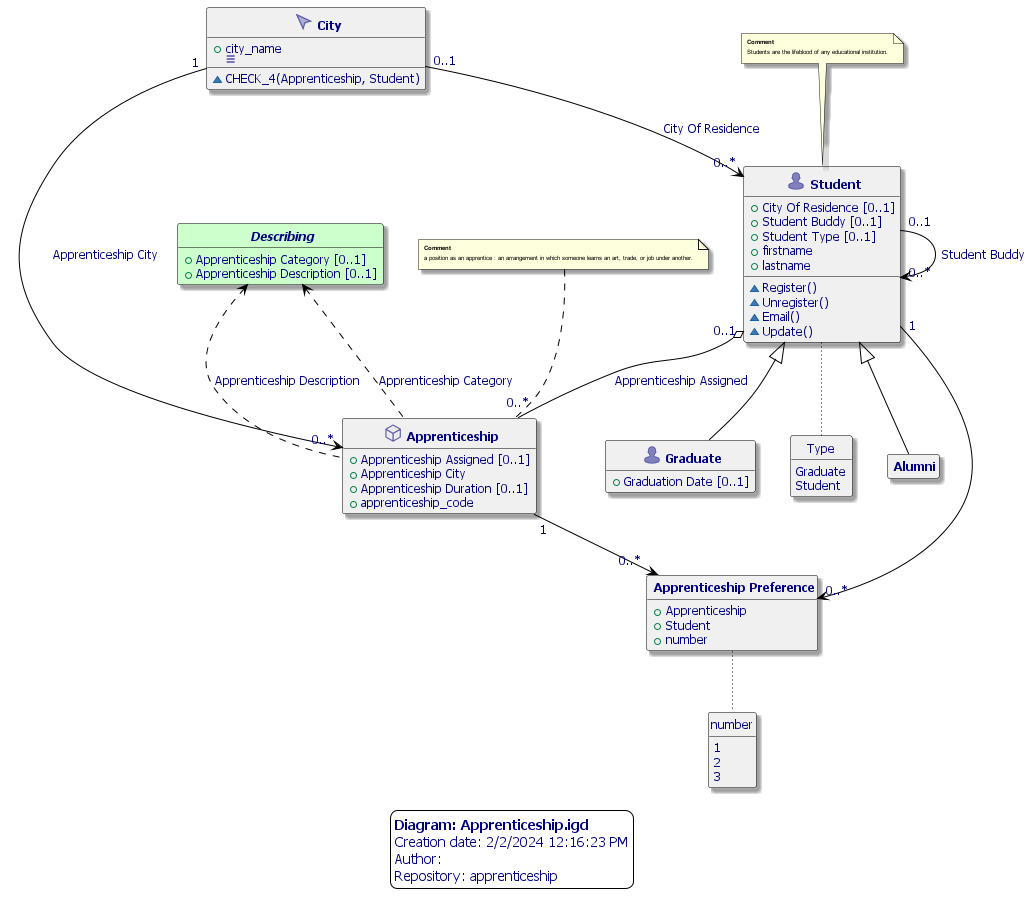 City
city_name
CHECK_4(Apprenticeship, Student)
1
0..1
Comment
Students are the lifeblood of any educational institution.
City Of Residence
0..*
Student
City Of Residence [0..1]
Student Buddy [0..1]
Student Type [0..1]
firstname
lastname
Register()
Unregister()
Email()
Update()
0..1
Student Buddy
0..*
Apprenticeship City
Describing
Apprenticeship Category [0..1]
Apprenticeship Description [0..1]
Comment
a position as an apprentice : an arrangement in which someone learns an art, trade, or job under another.
0..1
1
Apprenticeship Description
Apprenticeship Category
Apprenticeship Assigned
0..*
0..*
Apprenticeship
Apprenticeship Assigned [0..1]
Apprenticeship City
Apprenticeship Duration [0..1]
apprenticeship_code
Graduate
Graduation Date [0..1]
Type
Graduate
Student
Alumni
1
0..*
0..*
Apprenticeship Preference
Apprenticeship
Student
number
number
1
2
3
Diagram: Apprenticeship.igd
Creation date: 2/2/2024 12:16:23 PM
Author:
Repository: apprenticeship